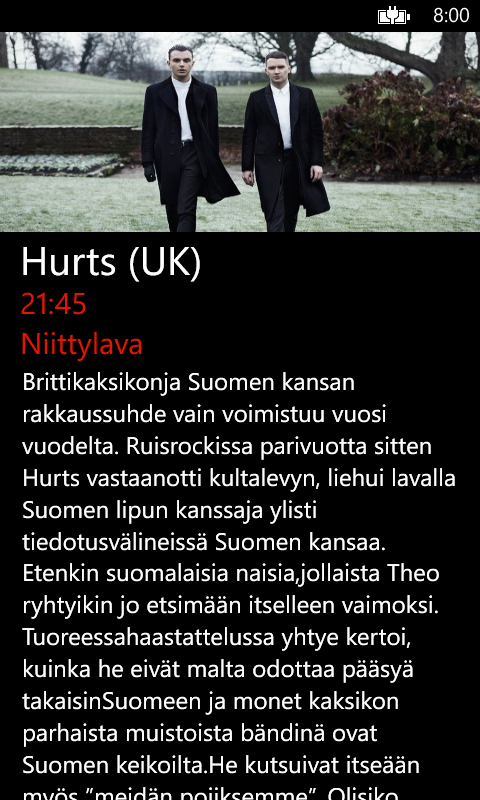 8:00
Hurts (UK)
21:45
Niittylava
Brittikaksikonja Suomen kansan
rakkaussuhde vain voimistuu vuosi
vuodelta. Ruisrockissa parivuotta sitten
Hurts vastaanotti kultalevyn, liehui lavalla
Suomen lipun kanssaja ylisti
tiedotusvälineissä Suomen kansaa.
Etenkin suomalaisia naisia,jollaista Theo
ryhtyikin jo etsimään itselleen vaimoksi.
Tuoreessahaastattelussa yhtye kertoi,
kuinka he eivät malta odottaa pääsyä
takaisinSuomeen ja monet kaksikon
parhaista muistoista bändinä ovat
Suomen keikoilta.He kutsuivat itseään
myös ”meidän pojiksemme”. Olisiko